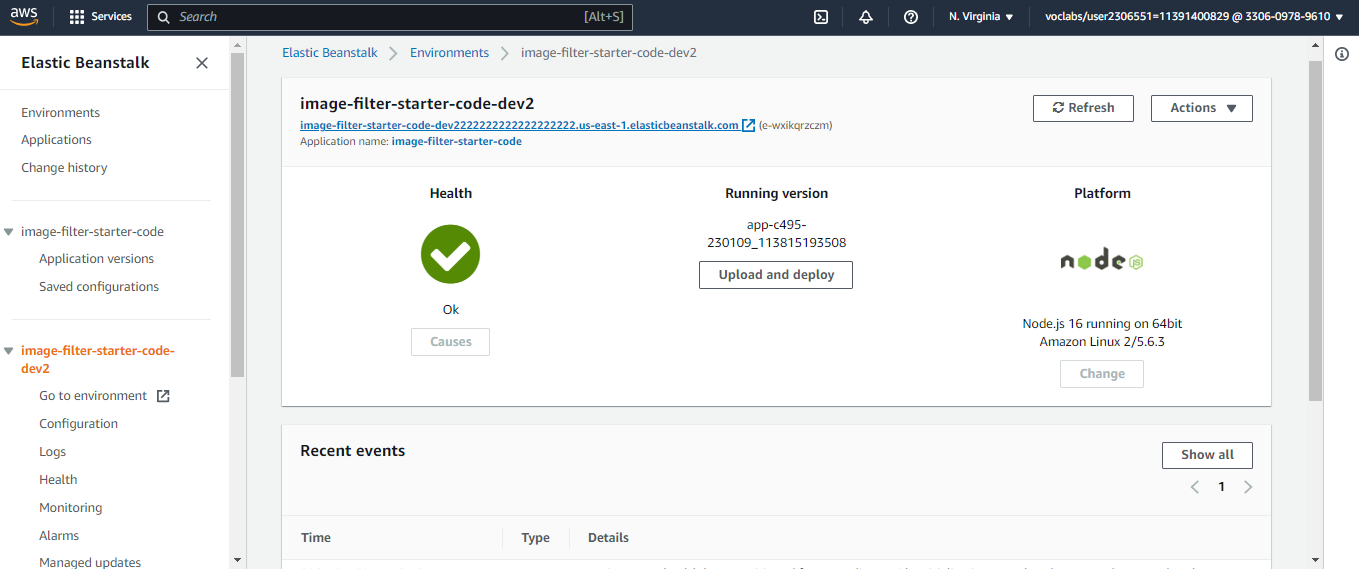 aws
Services
Search
[Alt+S]
N. Virginia
voclabs/user2306551=11391400829 @ 3306-0978-9610
Elastic Beanstalk
Environments
Applications
Change history
image-filter-starter-code
Application versions
Saved configurations
image-filter-starter-code-
dev2
Go to environment
Configuration
Logs
Health
Monitoring
Alarms
Managed updates
Elastic Beanstalk
Environments
image-filter-starter-code-dev2
image-filter-starter-code-dev2
Refresh
Actions
image-filter-starter-code-dev2222222222222222222.us-east-1.elasticbeanstalk.com (e-wxikqrzczm)
Application name: image-filter-starter-code
Health
Ok
Causes
Running version
app-c495-
230109_113815193508
Upload and deploy
Platform
node
JS
Node.js 16 running on 64bit
Amazon Linux 2/5.6.3
Change
Recent events
Show all
1
Time
Type
Details